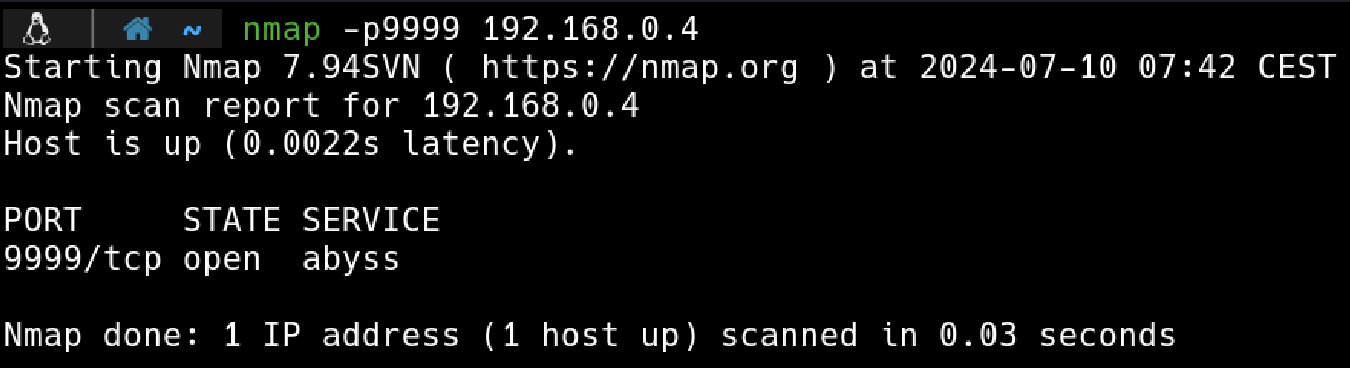 ~ nmap -p9999 192.168.0.4
Starting Nmap 7.94SVN ( https://nmap.org ) at 2024-07-10 07:42 CEST
Nmap scan report for 192.168.0.4
Host is up (0.0022s latency).
PORT     STATE SERVICE
9999/tcp open  abyss
Nmap done: 1 IP address (1 host up) scanned in 0.03 seconds